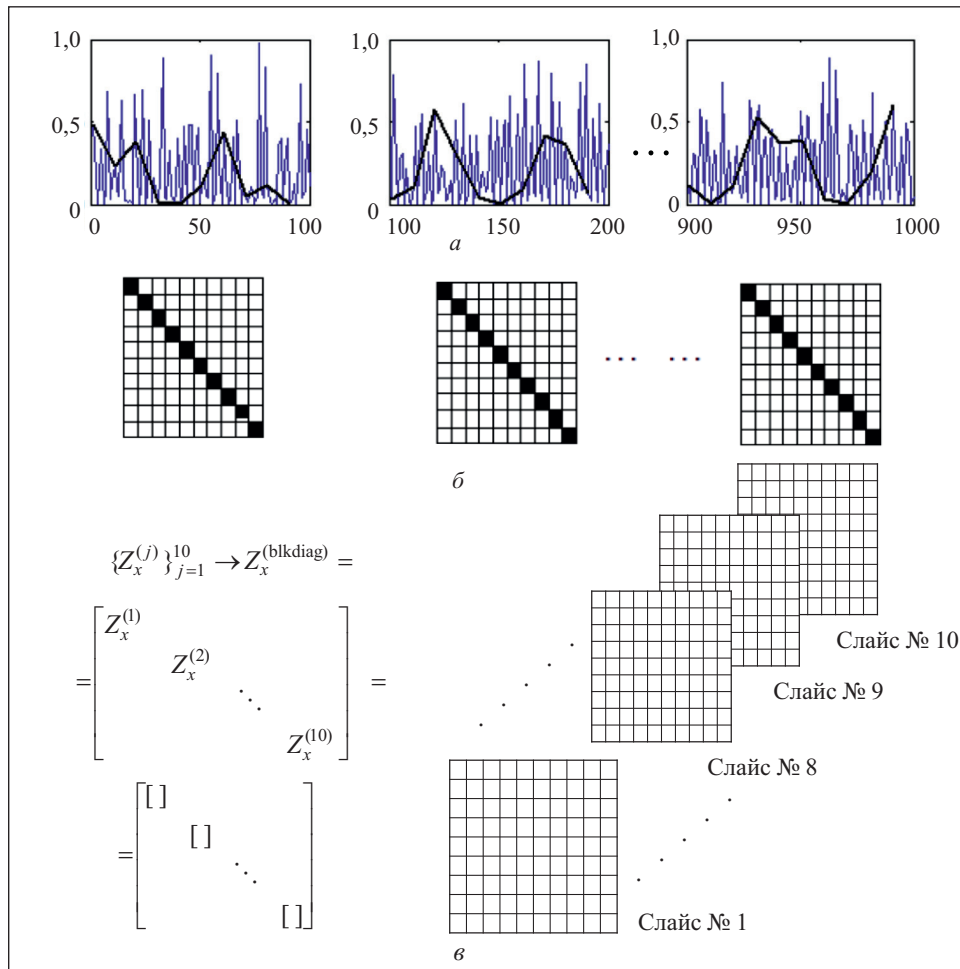 1,0 1,0 1,0
0,5 0,5 0,5
0 0 0
0 50 100 100 150 200 900 950 1000
• • •
а
... ...
б
{Z_x^{(j)}}_{j=1}^{10} → Z_x^{(blkdiag)} =
Z_x^{(1)}
= Z_x^{(2)} =
Z_x^{(10)}
[ ]
= [ ]
[ ]
Слайс № 10
Слайс № 9
Слайс № 8
Слайс № 1
в